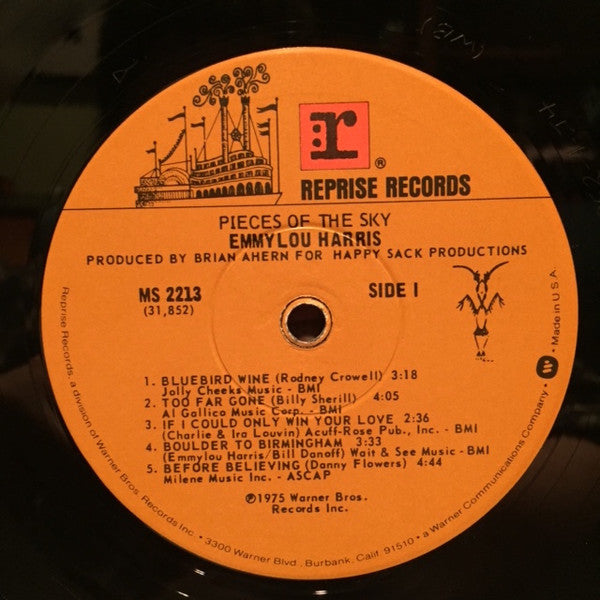 (WB)
r
®
REPRISE RECORDS
PIECES OF THE SKY
EMMYLOU HARRIS
PRODUCED BY BRIAN AHERN FOR HAPPY SACK PRODUCTIONS
MS 2213
SIDE 1
(31,852)
1. BLUEBIRD WINE (Rodney Crowell) 3:18
Jolly Cheeks Music - BMI
2. TOO FAR GONE (Billy Sherill) 4:05
Al Gallico Music Corp. - BMI
3. IF I COULD ONLY WIN YOUR LOVE 2:36
(Charlie & Ira Louvin) Acuff-Rose Pub., Inc. - BMI
4. BOULDER TO BIRMINGHAM 3:33
(Emmylou Harris/Bill Danoff) Wait & See Music - BMI
5. BEFORE BELIEVING (Danny Flowers) 4:44
Milene Music Inc. - ASCAP
℗1975 Warner Bros.
Records Inc.
Reprise Records, a division of Warner Bros. Records Inc. • 3300 Warner Blvd., Burbank, Calif. 91510 • a Warner Communications Company • W • Made in U.S.A.